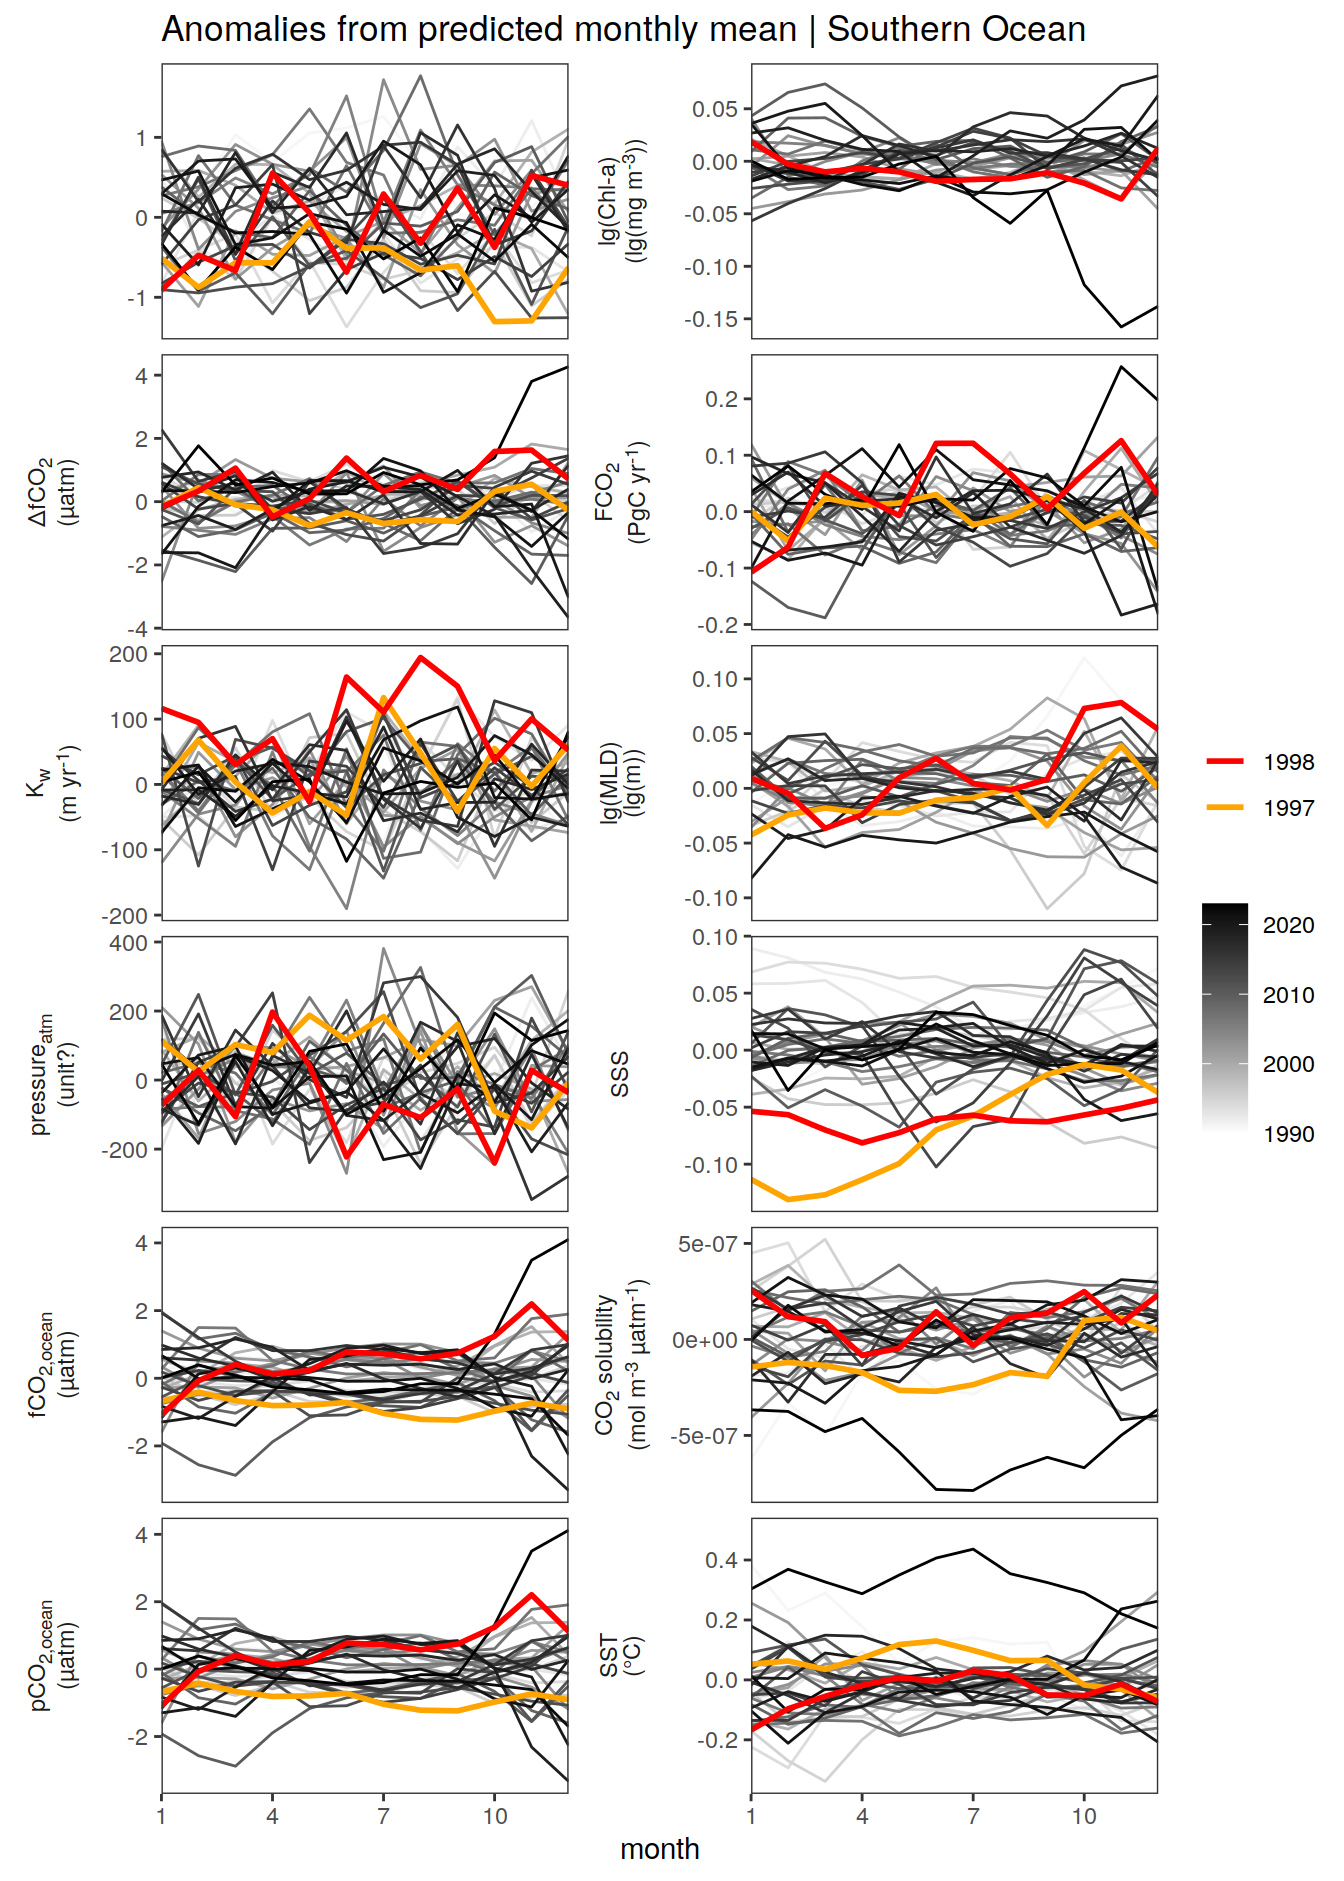 Anomalies from predicted monthly mean | Southern Ocean
1
0
-1
lg(Chl-a)
(lg(mg m-3))
0.05
0.00
-0.05
-0.10
-0.15
ΔfCO2
(µatm)
4
2
0
-2
-4
FCO2
(PgC yr-1)
0.2
0.1
0.0
-0.1
-0.2
Kw
(m yr-1)
200
100
0
-100
-200
lg(MLD)
(lg(m))
0.10
0.05
0.00
-0.05
-0.10
pressureatm
(unit?)
400
200
0
-200
SSS
0.10
0.05
0.00
-0.05
-0.10
fCO2,ocean
(µatm)
4
2
0
-2
CO2 solubility
(mol m-3 µatm-1)
5e-07
0e+00
-5e-07
pCO2,ocean
(µatm)
4
2
0
-2
SST
(°C)
0.4
0.2
0.0
-0.2
1 4 7 10
1 4 7 10
month
1998
1997
2020
2010
2000
1990